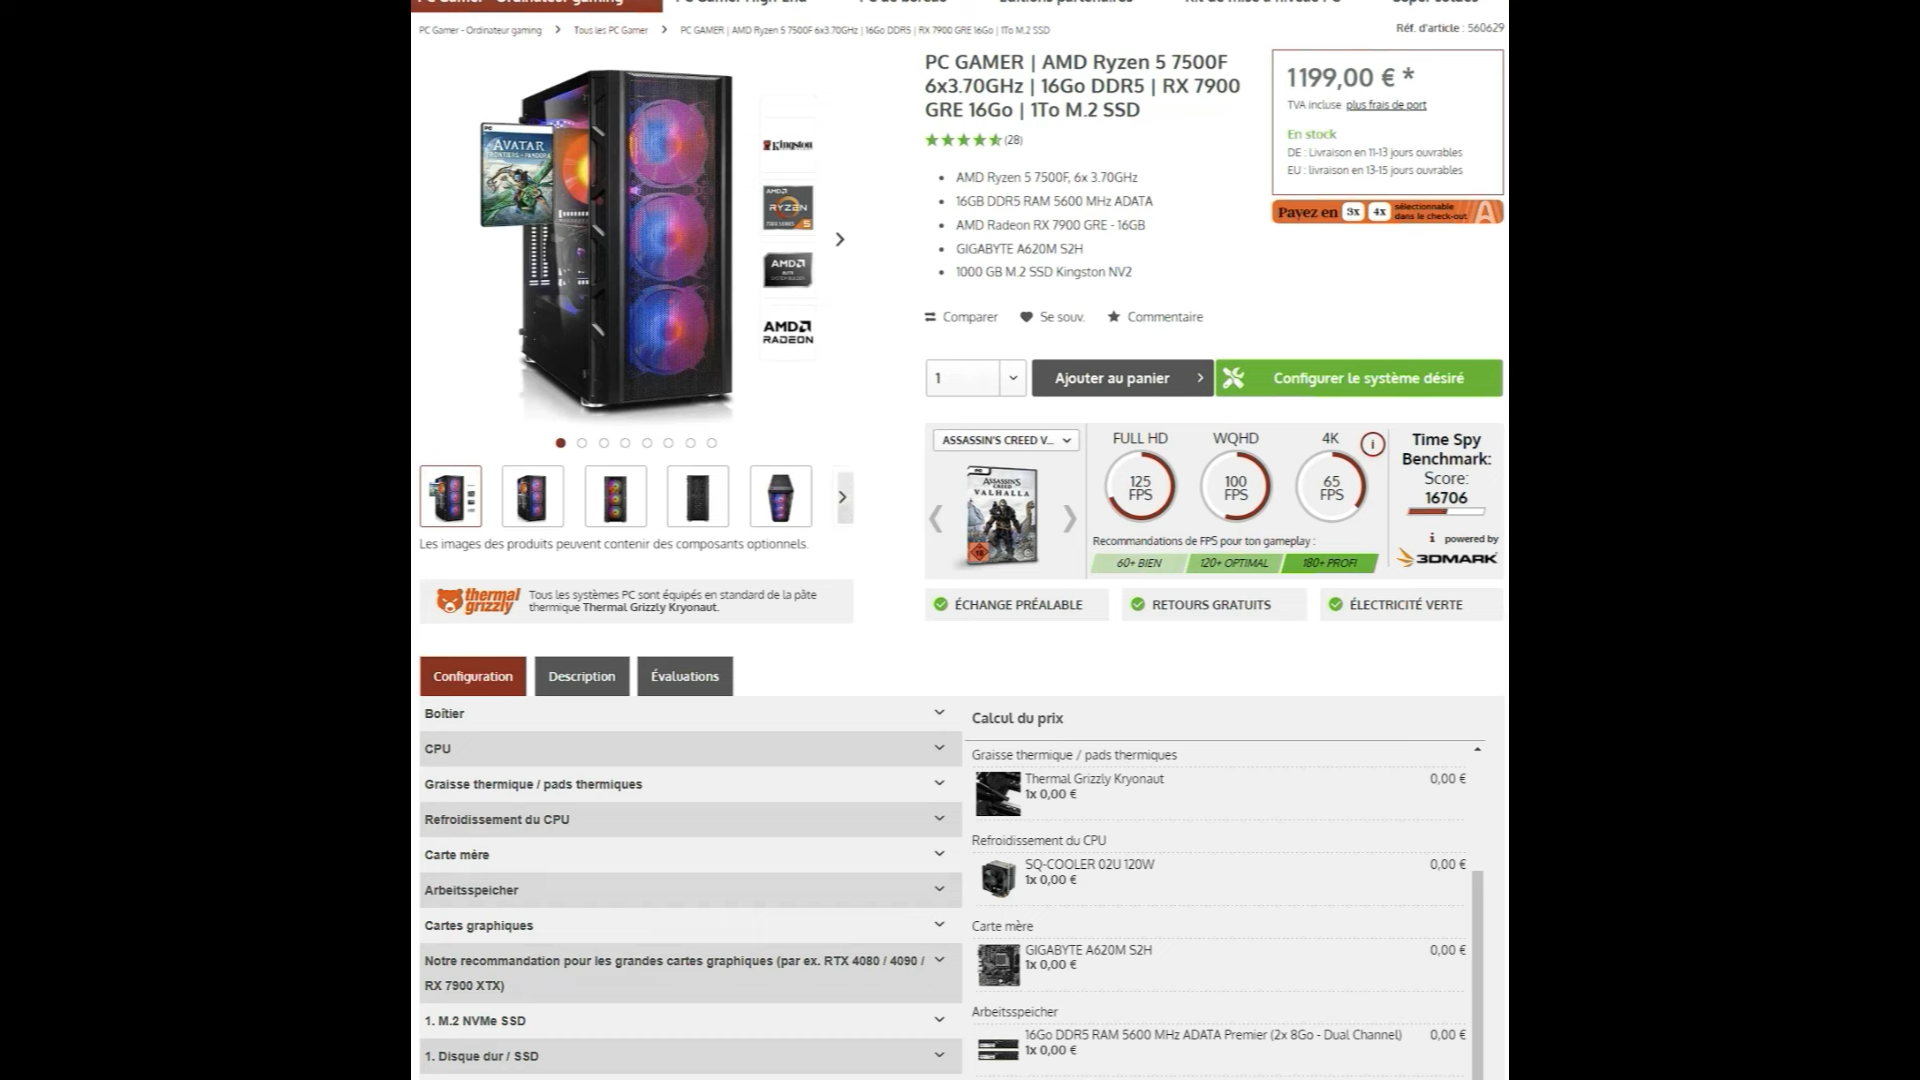 PC Gamer - Ordinateur gaming
PC Gamer High End
PC de bureau
Éditions partenaires
Kit de mise à niveau PC
Super soldes
PC Gamer - Ordinateur gaming
Tous les PC Gamer
PC GAMER | AMD Ryzen 5 7500F 6x3.70GHz | 16Go DDR5 | RX 7900 GRE 16Go | 1To M.2 SSD
Réf. d'article : 560629
PC GAMER | AMD Ryzen 5 7500F
6x3.70GHz | 16Go DDR5 | RX 7900
GRE 16Go | 1To M.2 SSD
(28)
AMD Ryzen 5 7500F, 6x 3.70GHz
16GB DDR5 RAM 5600 MHz ADATA
AMD Radeon RX 7900 GRE - 16GB
GIGABYTE A620M S2H
1000 GB M.2 SSD Kingston NV2
Comparer
Se souv.
Commentaire
1199,00 € *
TVA incluse plus frais de port
En stock
DE : Livraison en 11-13 jours ouvrables
EU : livraison en 13-15 jours ouvrables
Payez en 3x 4x sélectionnable
dans le check-out
PC
AVATAR
FRONTIERS of PANDORA
Kingston
AMD
RYZEN
5
AMD
AMD
RADEON
1
Ajouter au panier
Configurer le système désiré
ASSASSIN'S CREED V...
PC
ASSASSIN'S
CREED
VALHALLA
18
FULL HD
125
FPS
WQHD
100
FPS
4K
65
FPS
i
Recommandations de FPS pour ton gameplay :
60+ BIEN
120+ OPTIMAL
180+ PROFI
Time Spy
Benchmark:
Score:
16706
i powered by
3DMARK
Les images des produits peuvent contenir des composants optionnels.
thermal
grizzly
Tous les systèmes PC sont équipés en standard de la pâte
thermique Thermal Grizzly Kryonaut.
ÉCHANGE PRÉALABLE
RETOURS GRATUITS
ÉLECTRICITÉ VERTE
Configuration
Description
Évaluations
Boîtier
CPU
Graisse thermique / pads thermiques
Refroidissement du CPU
Carte mère
Arbeitsspeicher
Cartes graphiques
Notre recommandation pour les grandes cartes graphiques (par ex. RTX 4080 / 4090 /
RX 7900 XTX)
1. M.2 NVMe SSD
1. Disque dur / SSD
Calcul du prix
Graisse thermique / pads thermiques
Thermal Grizzly Kryonaut
0,00 €
1x 0,00 €
Refroidissement du CPU
SQ-COOLER 02U 120W
0,00 €
1x 0,00 €
Carte mère
GIGABYTE A620M S2H
0,00 €
1x 0,00 €
Arbeitsspeicher
16Go DDR5 RAM 5600 MHz ADATA Premier (2x 8Go - Dual Channel)
0,00 €
1x 0,00 €